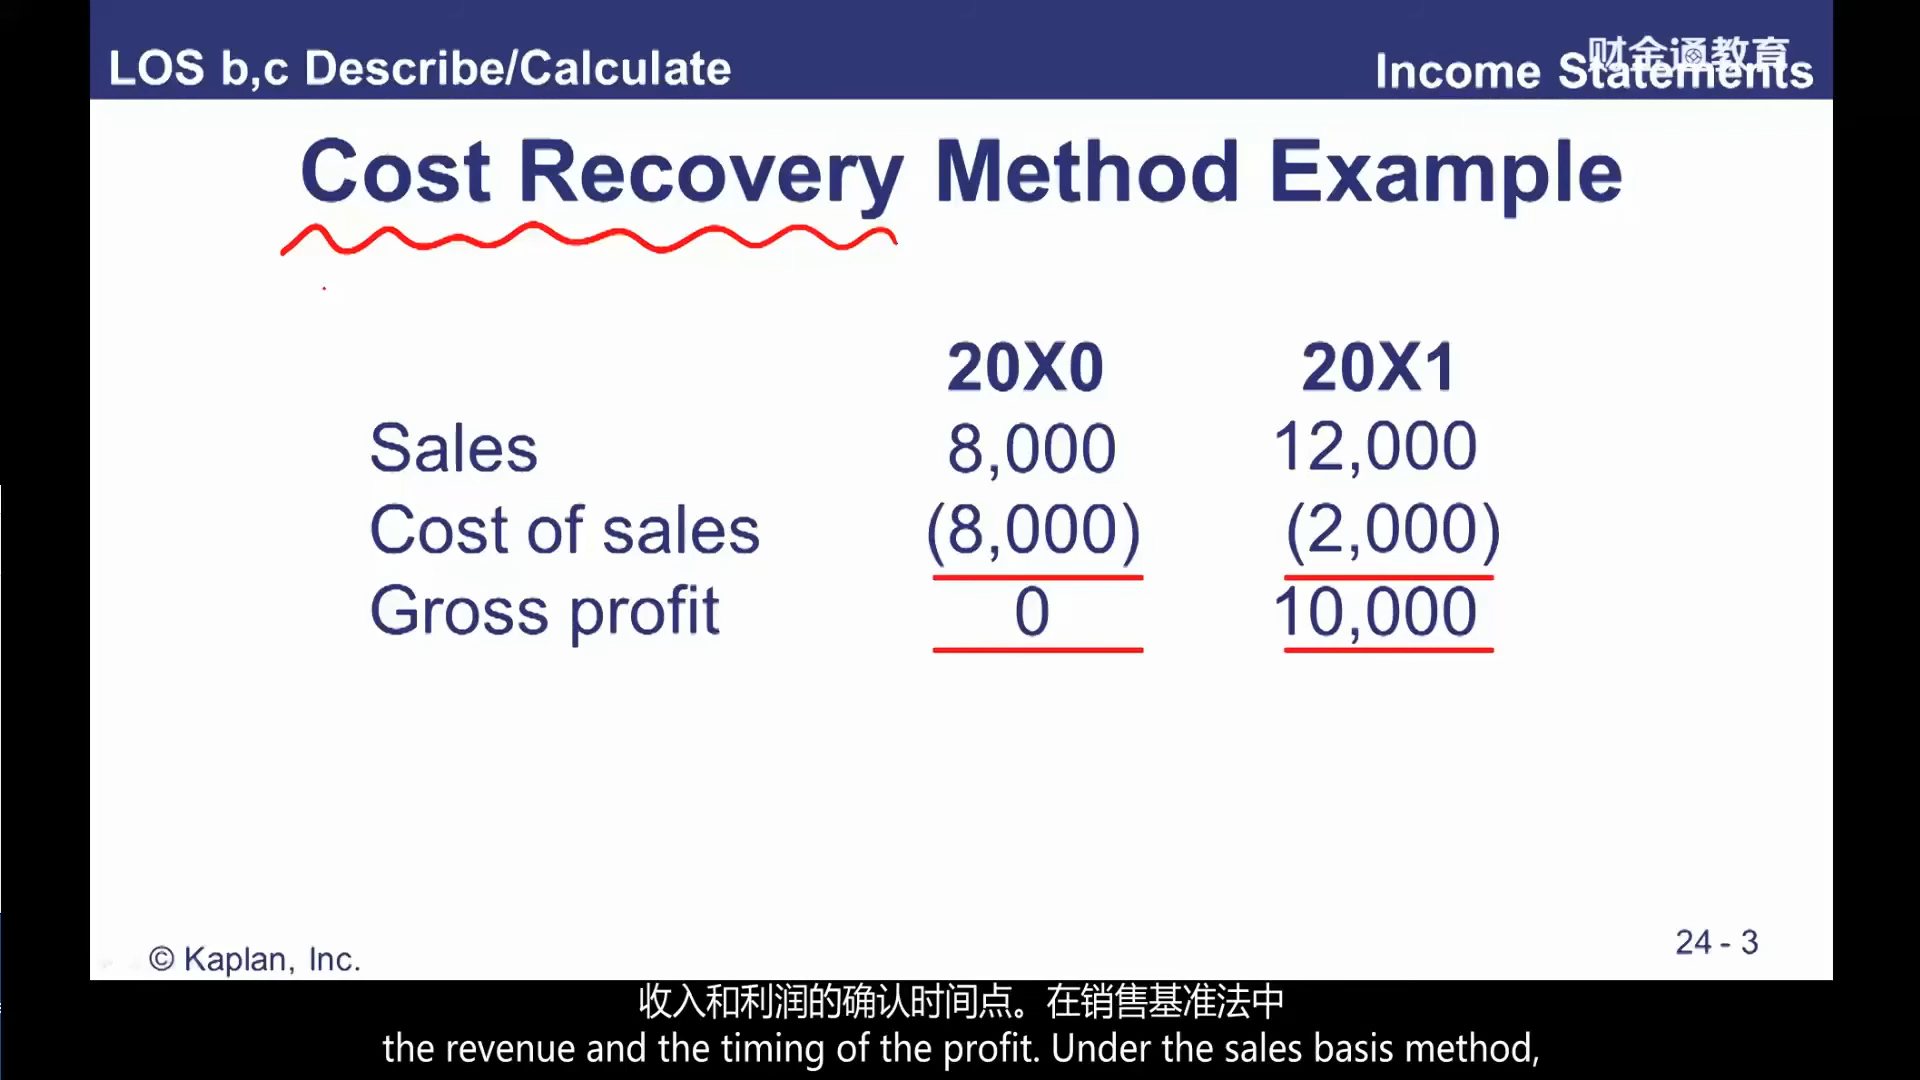 LOS b,c Describe/Calculate
Income Statements
财金通教育
Cost Recovery Method Example
20X0 20X1
Sales 8,000 12,000
Cost of sales (8,000) (2,000)
Gross profit 0 10,000
© Kaplan, Inc.
24 - 3
收入和利润的确认时间点。在销售基准法中
the revenue and the timing of the profit. Under the sales basis method,